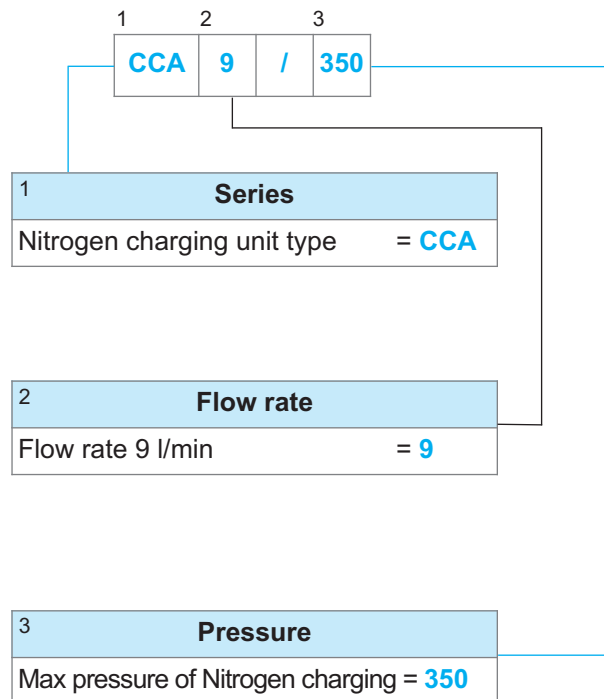 1 2 3
CCA 9 / 350
1 Series
Nitrogen charging unit type = CCA
2 Flow rate
Flow rate 9 l/min = 9
3 Pressure
Max pressure of Nitrogen charging = 350